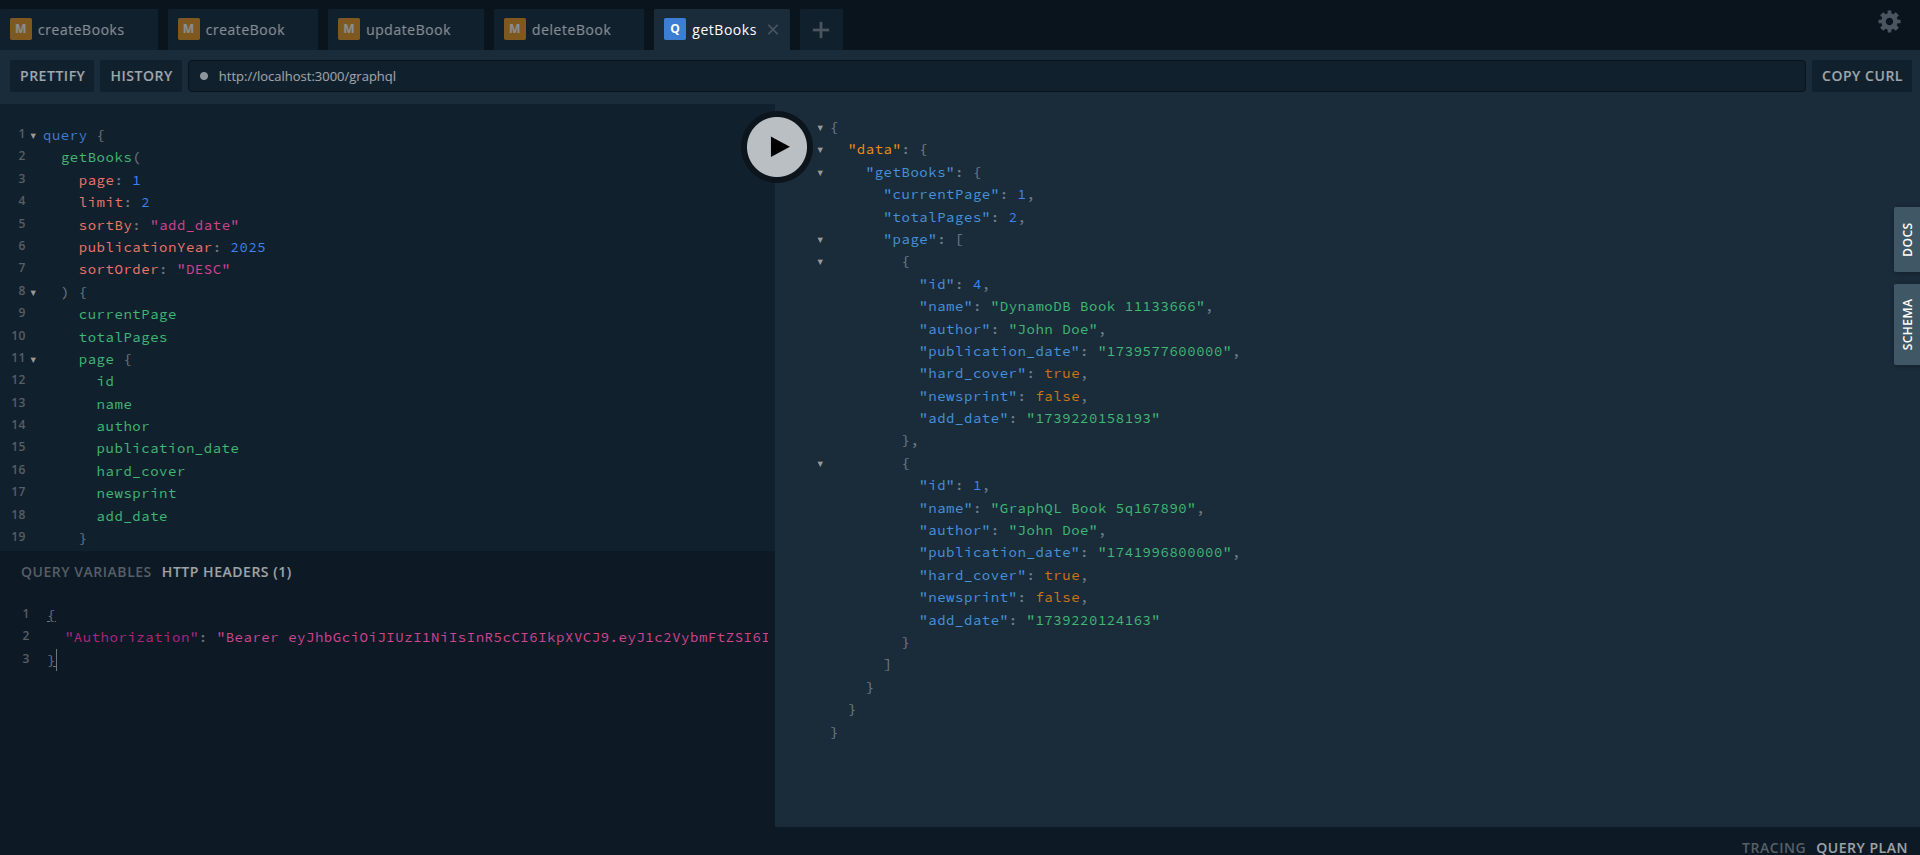 M createBooks M createBook M updateBook M deleteBook Q getBooks × +
PRETTIFY HISTORY http://localhost:3000/graphql COPY CURL
1 query {
2 getBooks(
3 page: 1
4 limit: 2
5 sortBy: "add_date"
6 publicationYear: 2025
7 sortOrder: "DESC"
8 ) {
9 currentPage
10 totalPages
11 page {
12 id
13 name
14 author
15 publication_date
16 hard_cover
17 newsprint
18 add_date
19 }
QUERY VARIABLES HTTP HEADERS (1)
1 {
2 "Authorization": "Bearer eyJhbGciOiJIUzI1NiIsInR5cCI6IkpXVCJ9.eyJ1c2VybmFtZSI6I
3 }
{
"data": {
"getBooks": {
"currentPage": 1,
"totalPages": 2,
"page": [
{
"id": 4,
"name": "DynamoDB Book 11133666",
"author": "John Doe",
"publication_date": "1739577600000",
"hard_cover": true,
"newsprint": false,
"add_date": "1739220158193"
},
{
"id": 1,
"name": "GraphQL Book 5q167890",
"author": "John Doe",
"publication_date": "1741996800000",
"hard_cover": true,
"newsprint": false,
"add_date": "1739220124163"
}
]
}
}
}
DOCS
SCHEMA
TRACING QUERY PLAN